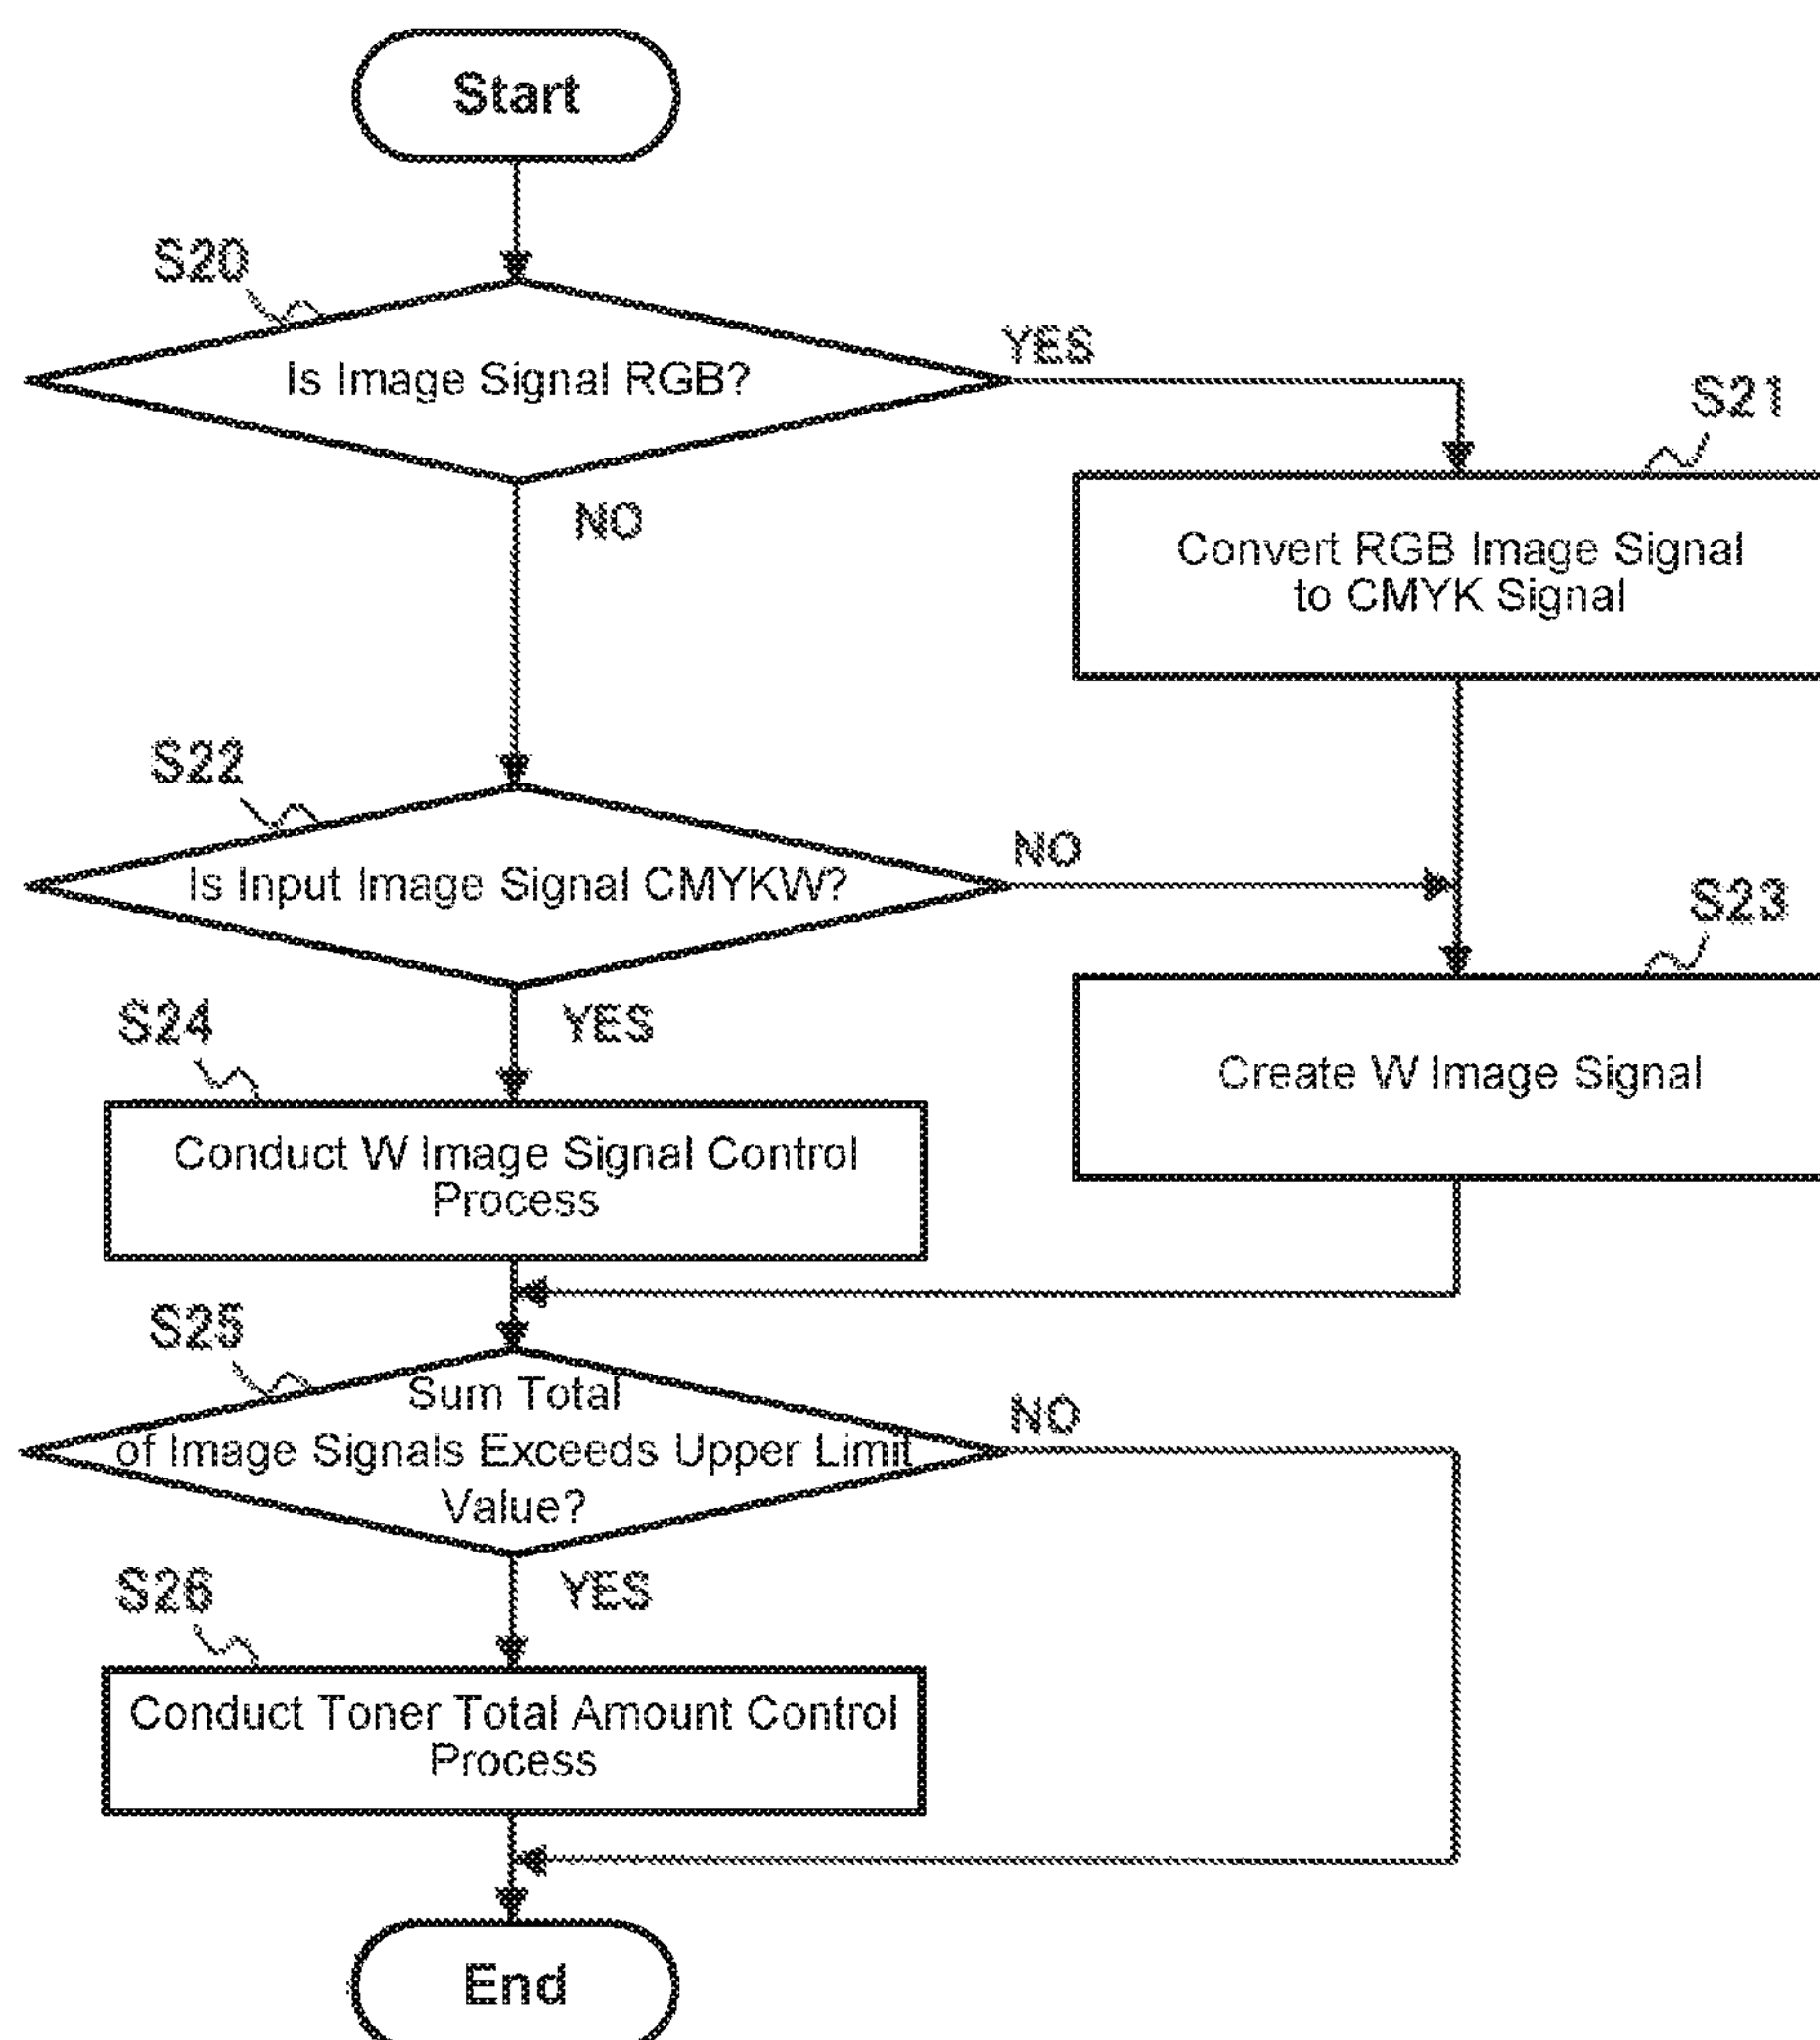 Start
S20
Is Image Signal RGB?
YES
S21
NO
Convert RGB Image Signal
to CMYK Signal
S22
Is Input Image Signal CMYKW?
NO
S23
S24
YES
Create W Image Signal
Conduct W Image Signal Control
Process
S25
Sum Total
of Image Signals Exceeds Upper Limit
Value?
NO
S26
YES
Conduct Toner Total Amount Control
Process
End